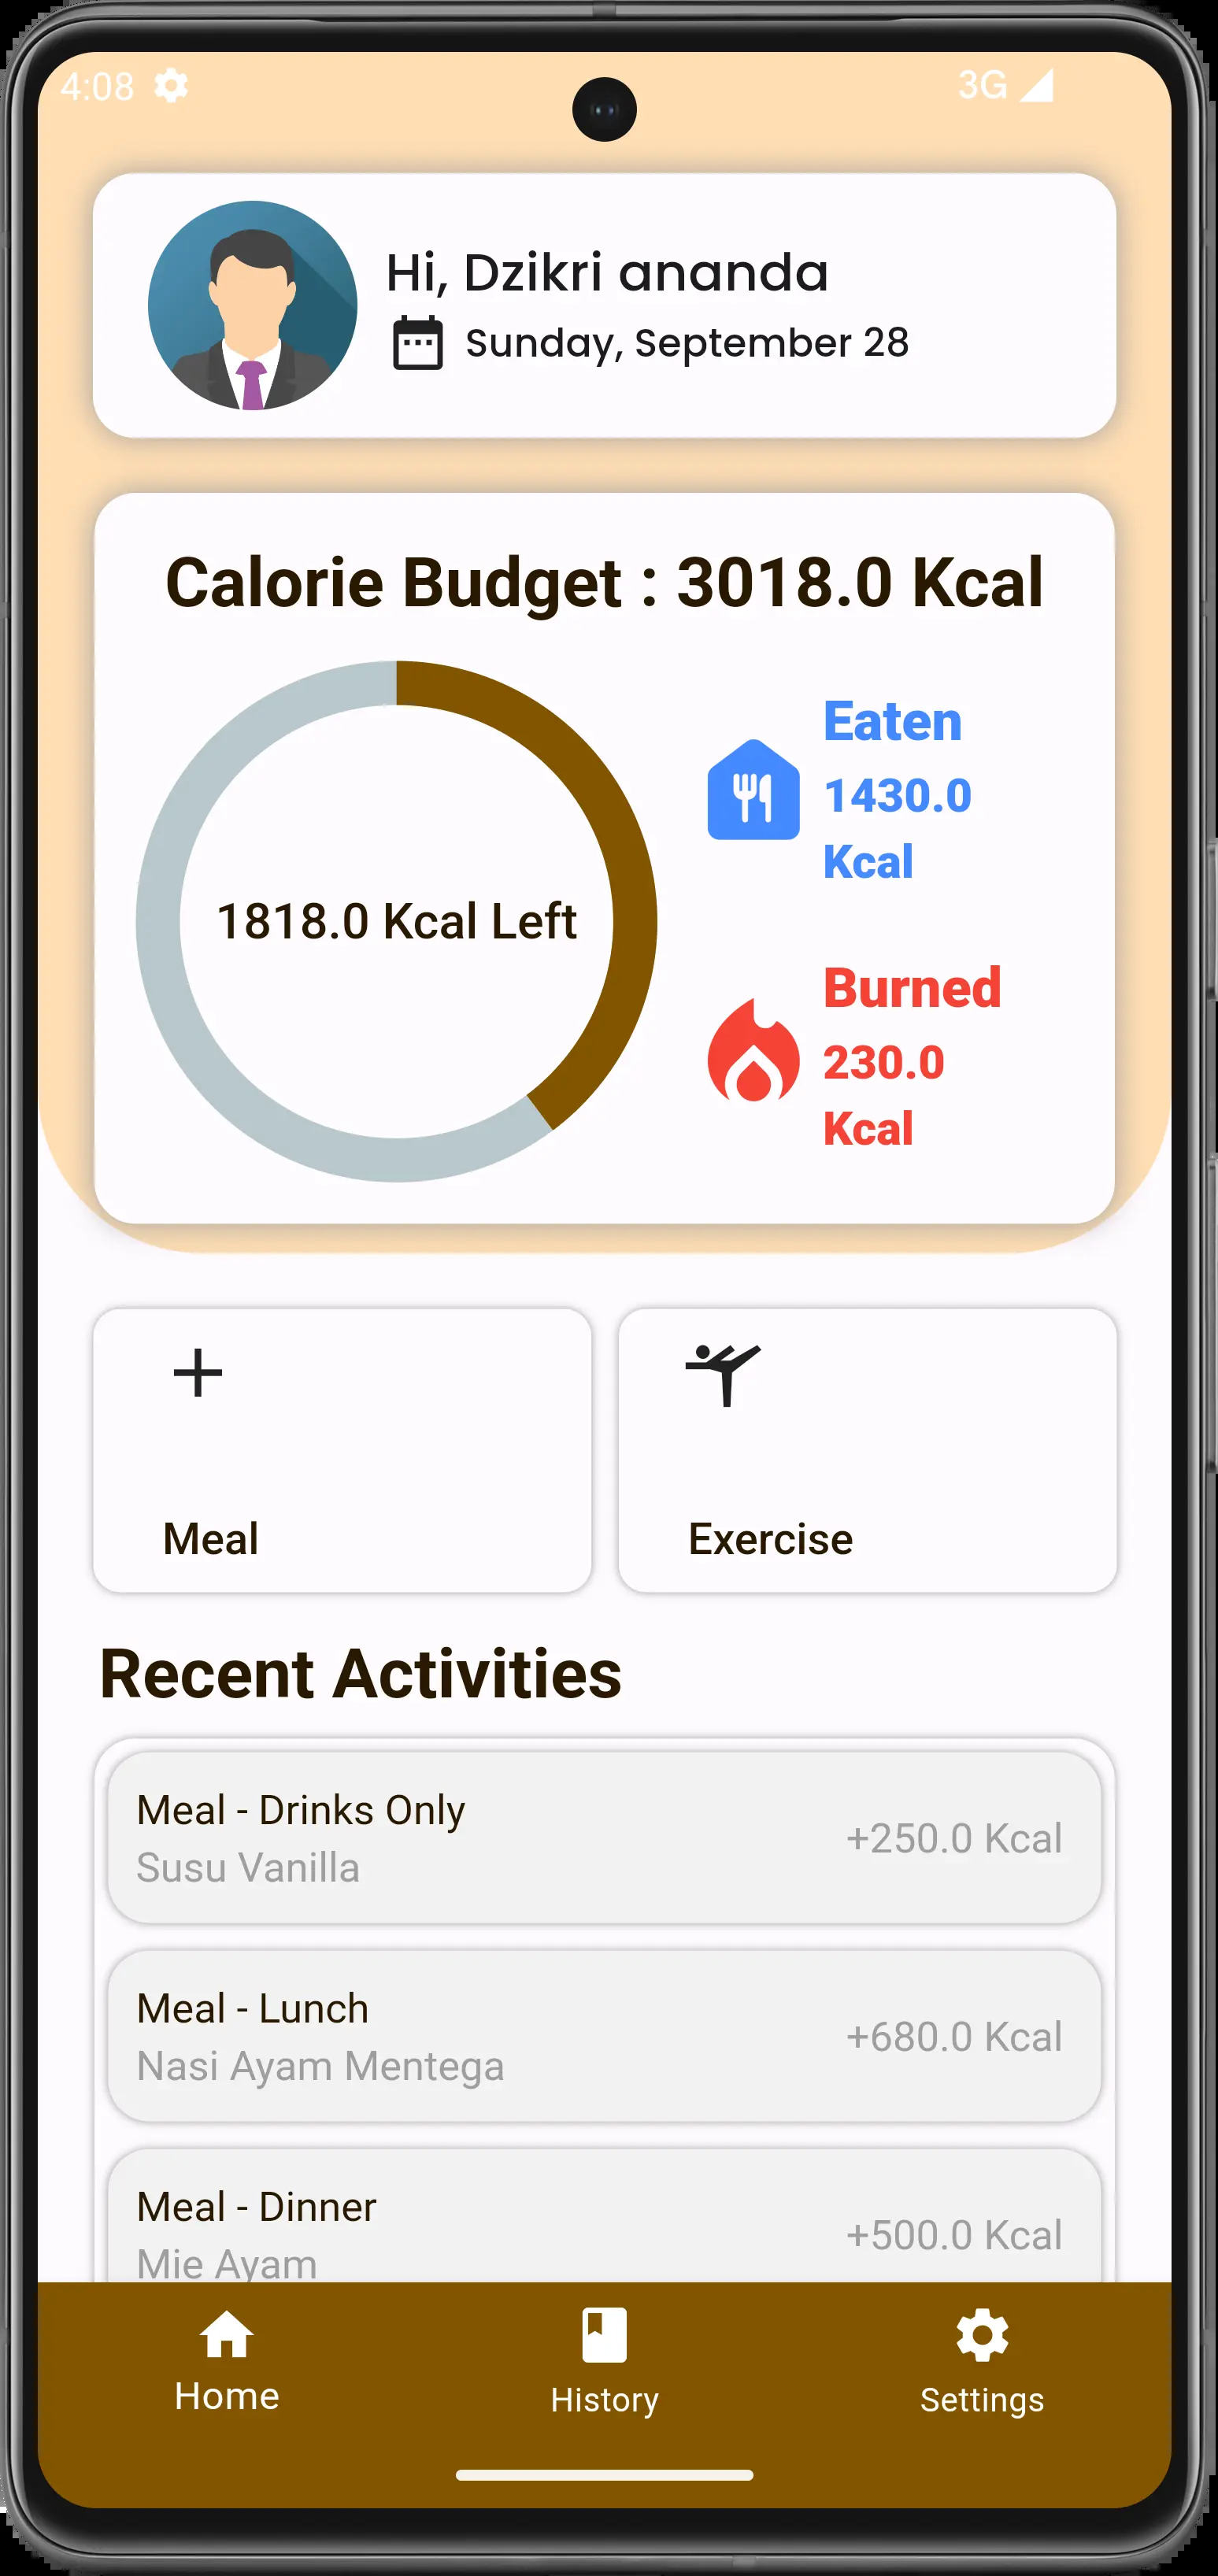 4:08
3G
Hi, Dzikri ananda
Sunday, September 28
Calorie Budget : 3018.0 Kcal
1818.0 Kcal Left
Eaten
1430.0
Kcal
Burned
230.0
Kcal
Meal
Exercise
Recent Activities
Meal - Drinks Only
Susu Vanilla
+250.0 Kcal
Meal - Lunch
Nasi Ayam Mentega
+680.0 Kcal
Meal - Dinner
Mie Ayam
+500.0 Kcal
Home
History
Settings